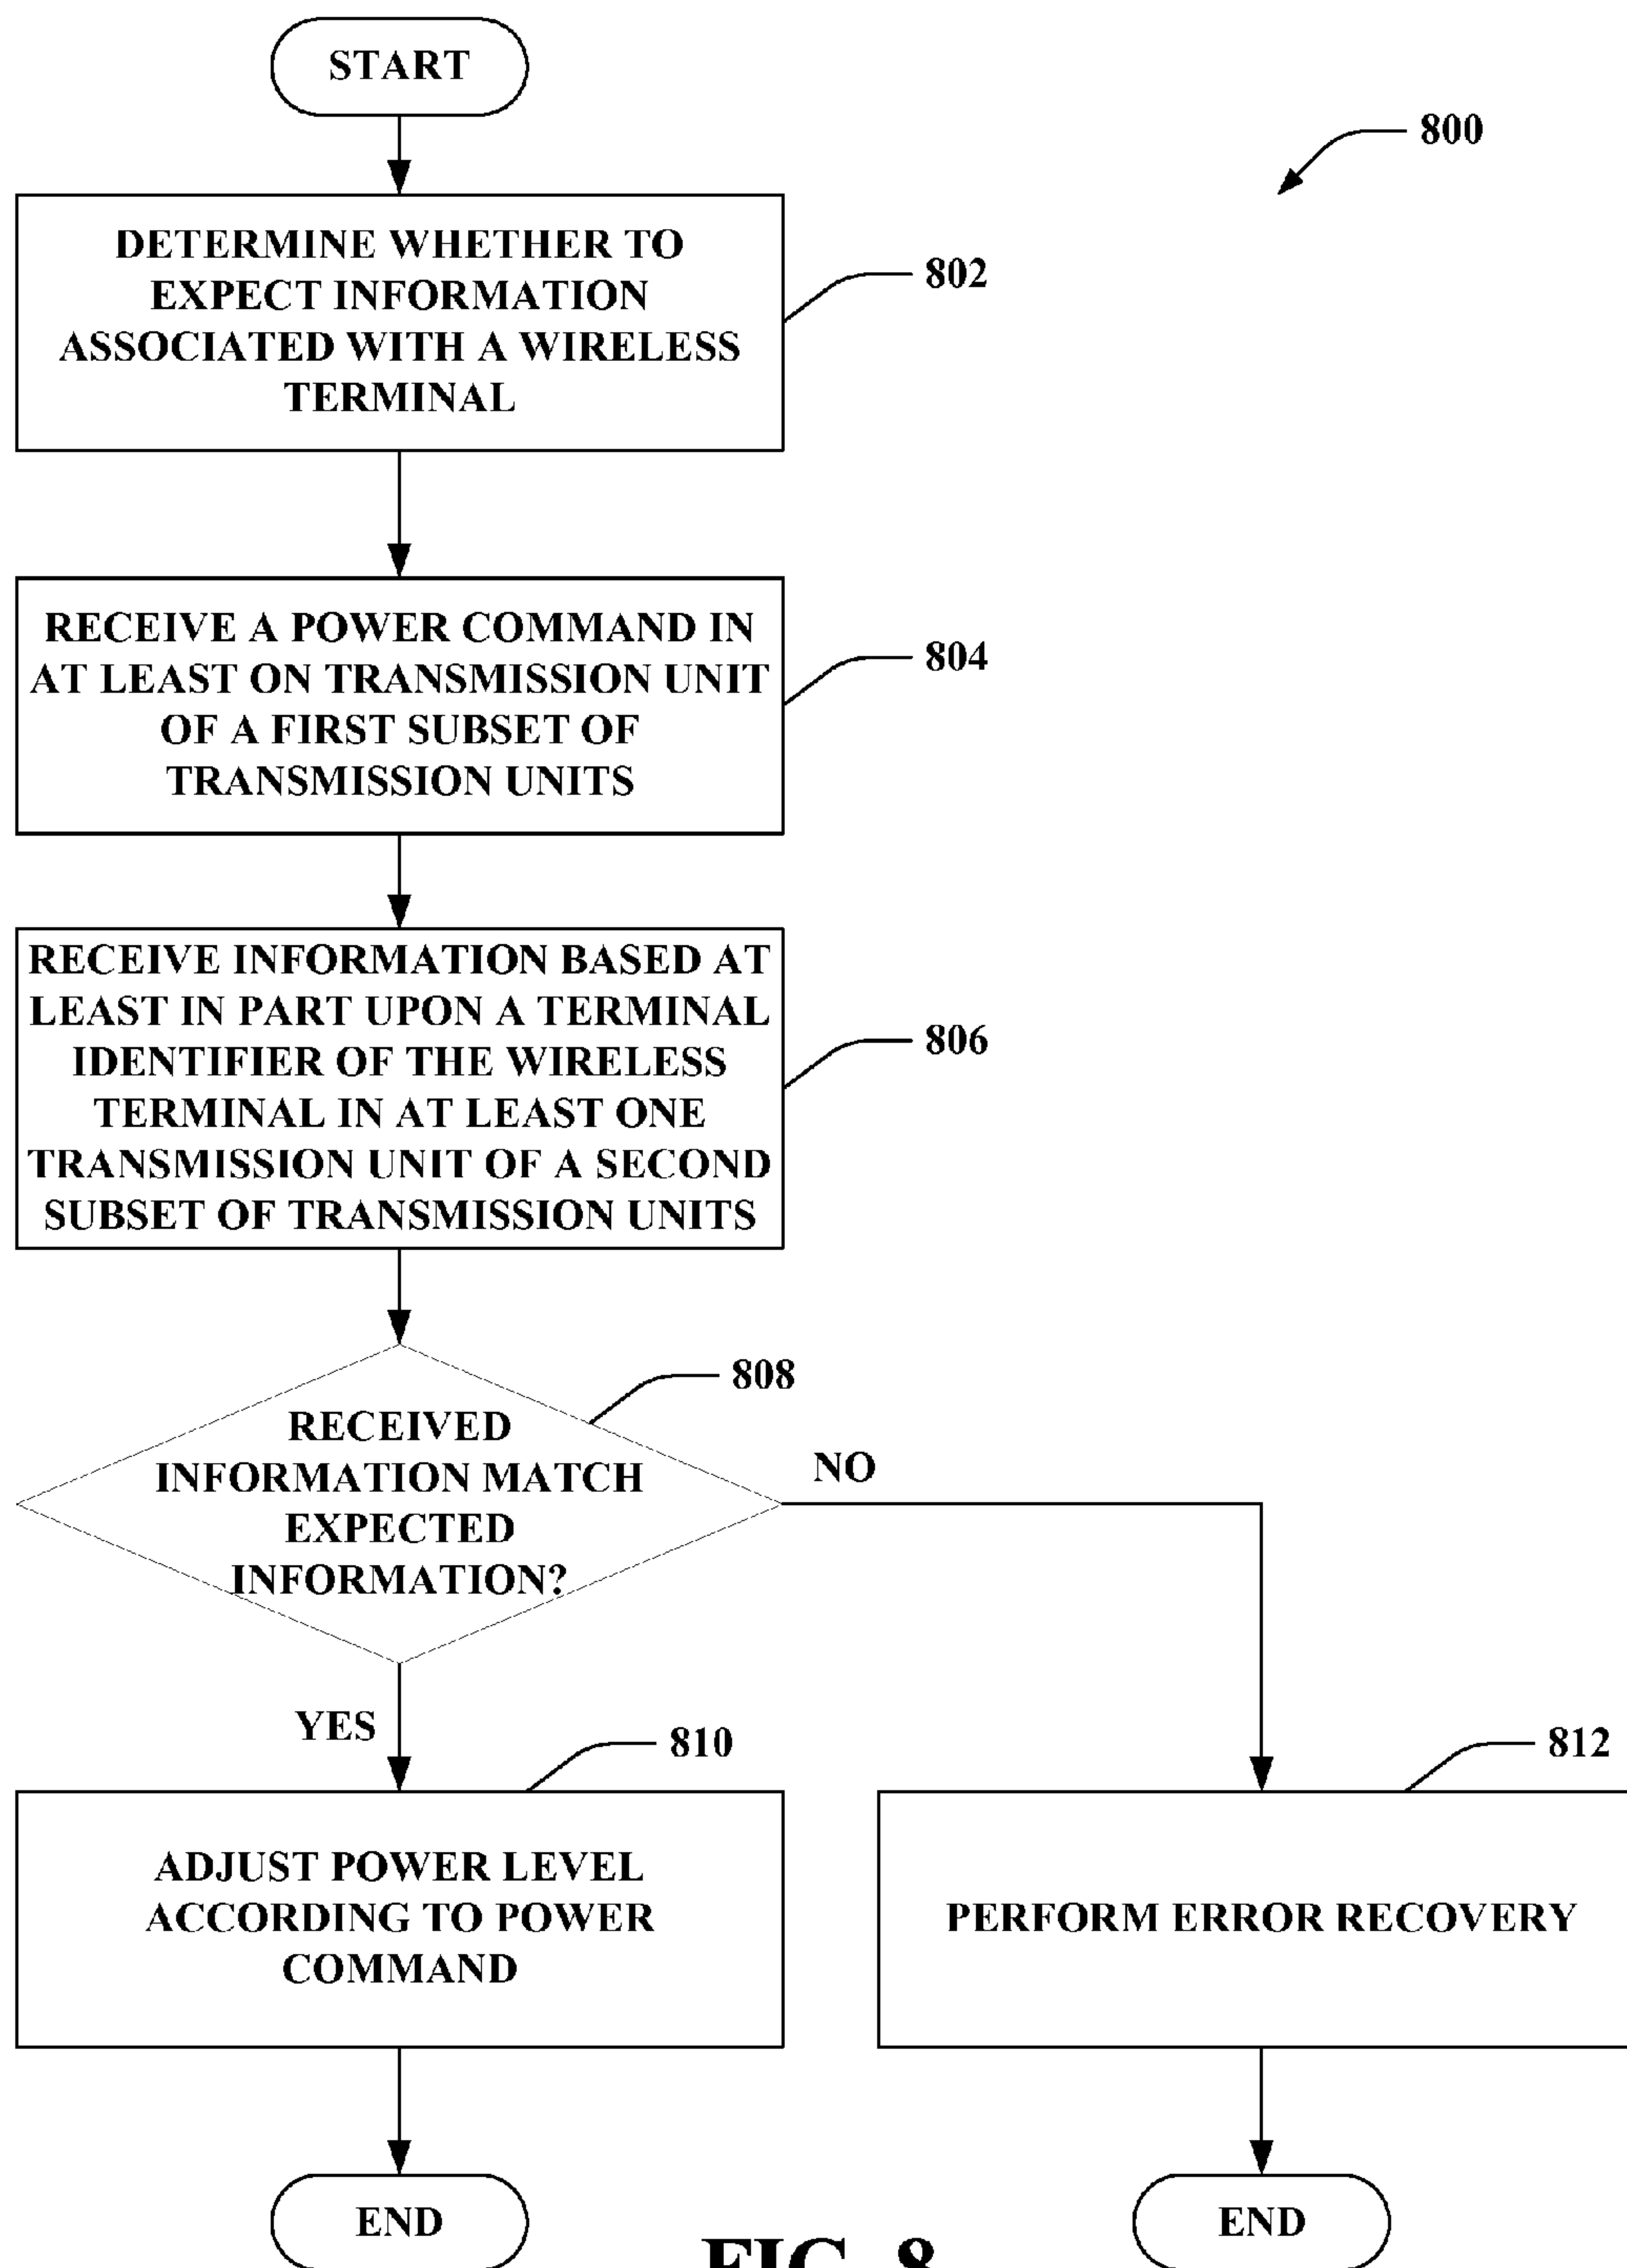 START
800
DETERMINE WHETHER TO
EXPECT INFORMATION
ASSOCIATED WITH A WIRELESS
TERMINAL
802
RECEIVE A POWER COMMAND IN
AT LEAST ON TRANSMISSION UNIT
OF A FIRST SUBSET OF
TRANSMISSION UNITS
804
RECEIVE INFORMATION BASED AT
LEAST IN PART UPON A TERMINAL
IDENTIFIER OF THE WIRELESS
TERMINAL IN AT LEAST ONE
TRANSMISSION UNIT OF A SECOND
SUBSET OF TRANSMISSION UNITS
806
RECEIVED
INFORMATION MATCH
EXPECTED
INFORMATION?
808
NO
YES
810
812
ADJUST POWER LEVEL
ACCORDING TO POWER
COMMAND
PERFORM ERROR RECOVERY
END
END
FIG. 8